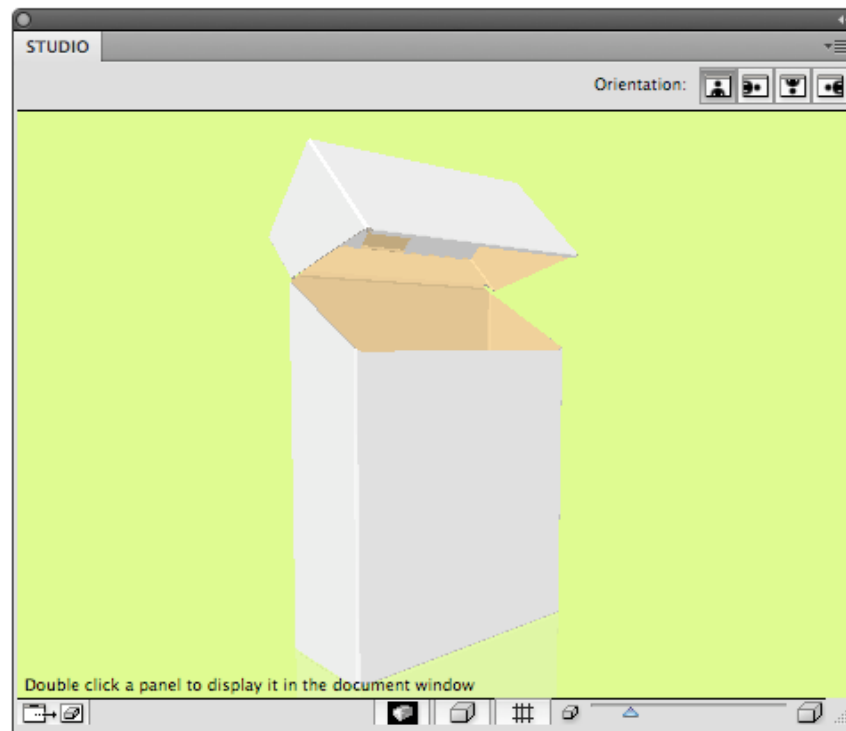 STUDIO
Orientation:
Double click a panel to display it in the document window